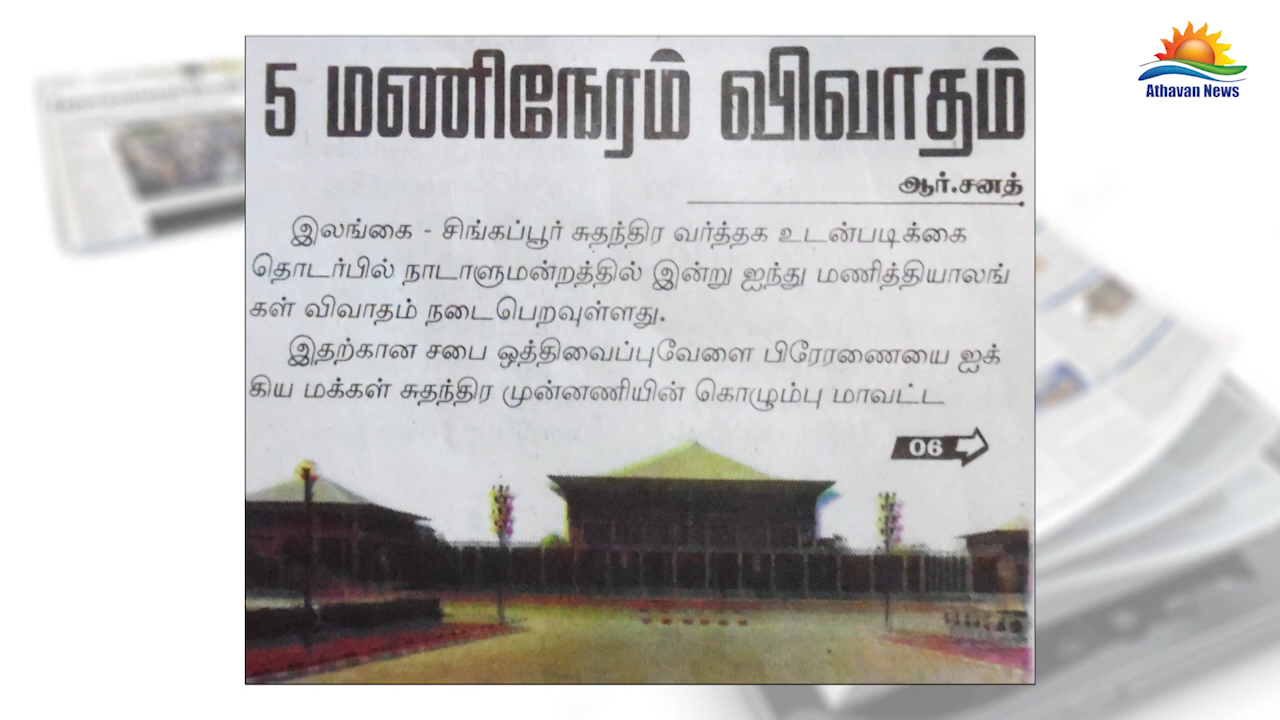 Athavan News
5 மணிநேரம் விவாதம்
ஆர்.சனத்
இலங்கை - சிங்கப்பூர் சுதந்திர வர்த்தக உடன்படிக்கை
தொடர்பில் நாடாளுமன்றத்தில் இன்று ஐந்து மணித்தியாலங்
கள் விவாதம் நடைபெறவுள்ளது.
இதற்கான சபை ஒத்திவைப்புவேளை பிரேரணையை ஐக்
கிய மக்கள் சுதந்திர முன்னணியின் கொழும்பு மாவட்ட
06